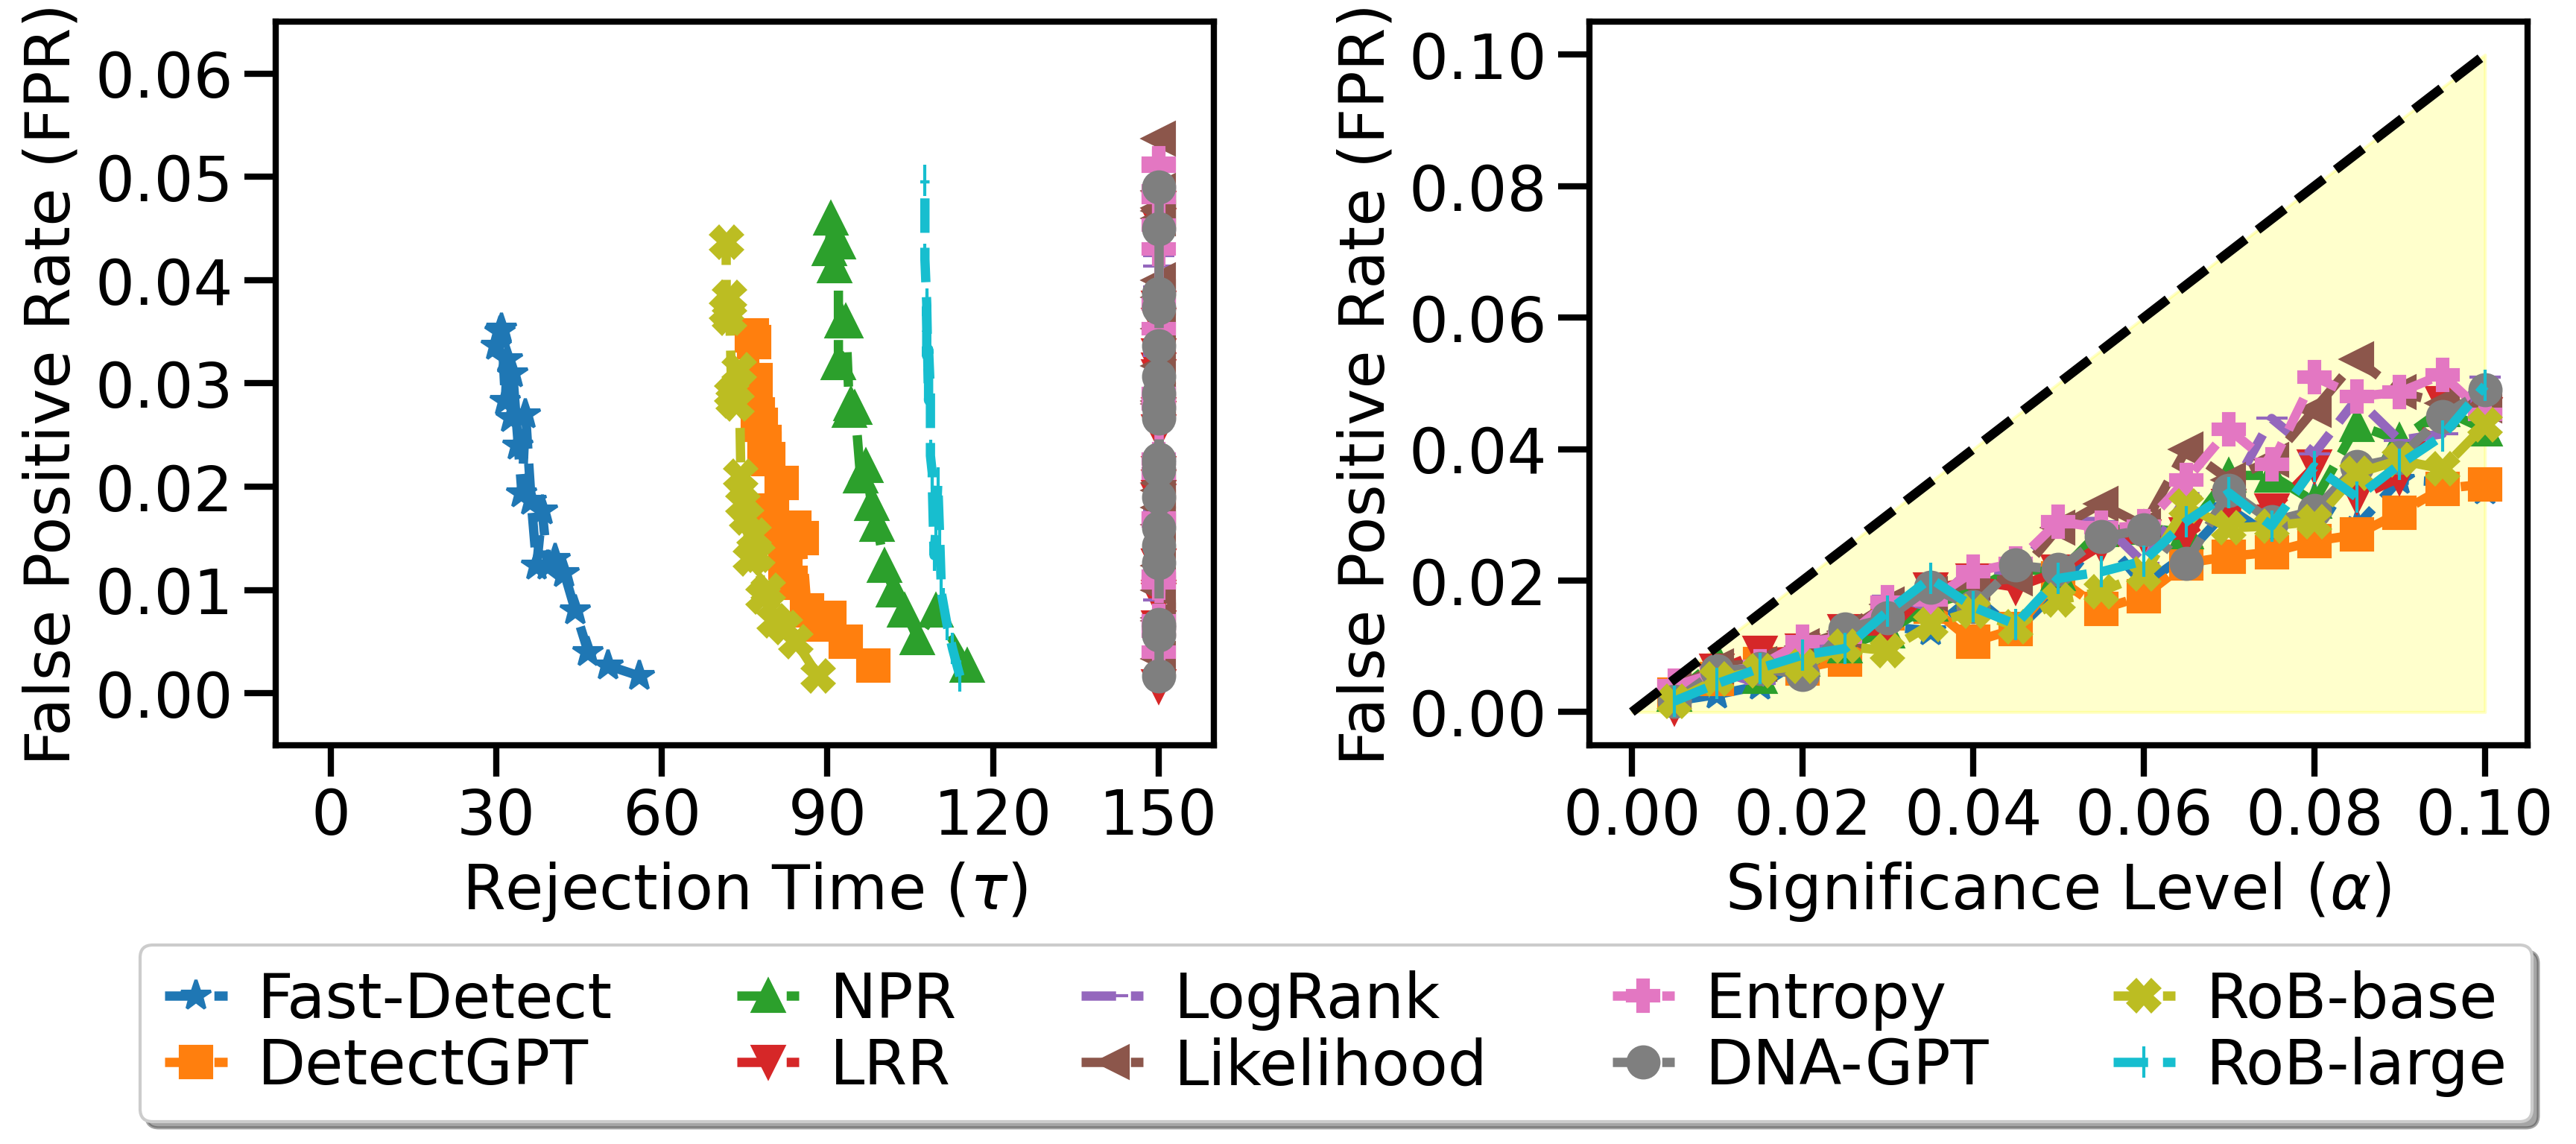 False Positive Rate (FPR)
0.06
0.05
0.04
0.03
0.02
0.01
0.00
0 30 60 90 120 150
Rejection Time (τ)
False Positive Rate (FPR)
0.10
0.08
0.06
0.04
0.02
0.00
0.00 0.02 0.04 0.06 0.08 0.10
Significance Level (α)
Fast-Detect NPR LogRank Entropy RoB-base
DetectGPT LRR Likelihood DNA-GPT RoB-large